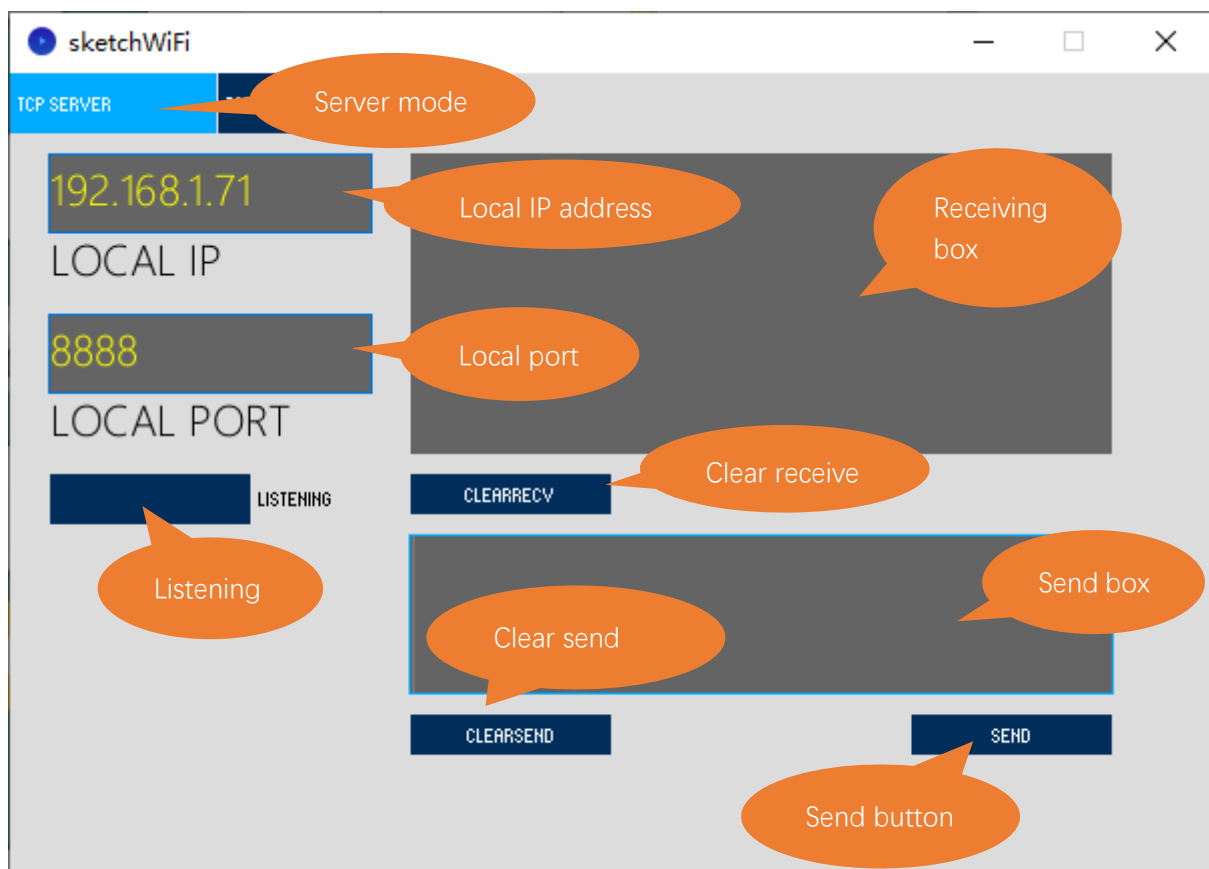 sketchWiFi
TCP SERVER
Server mode
192.168.1.71
Local IP address
LOCAL IP
Receiving
box
8888
Local port
LOCAL PORT
Clear receive
LISTENING
CLEARRECV
Listening
Send box
Clear send
CLEARSEND
SEND
Send button